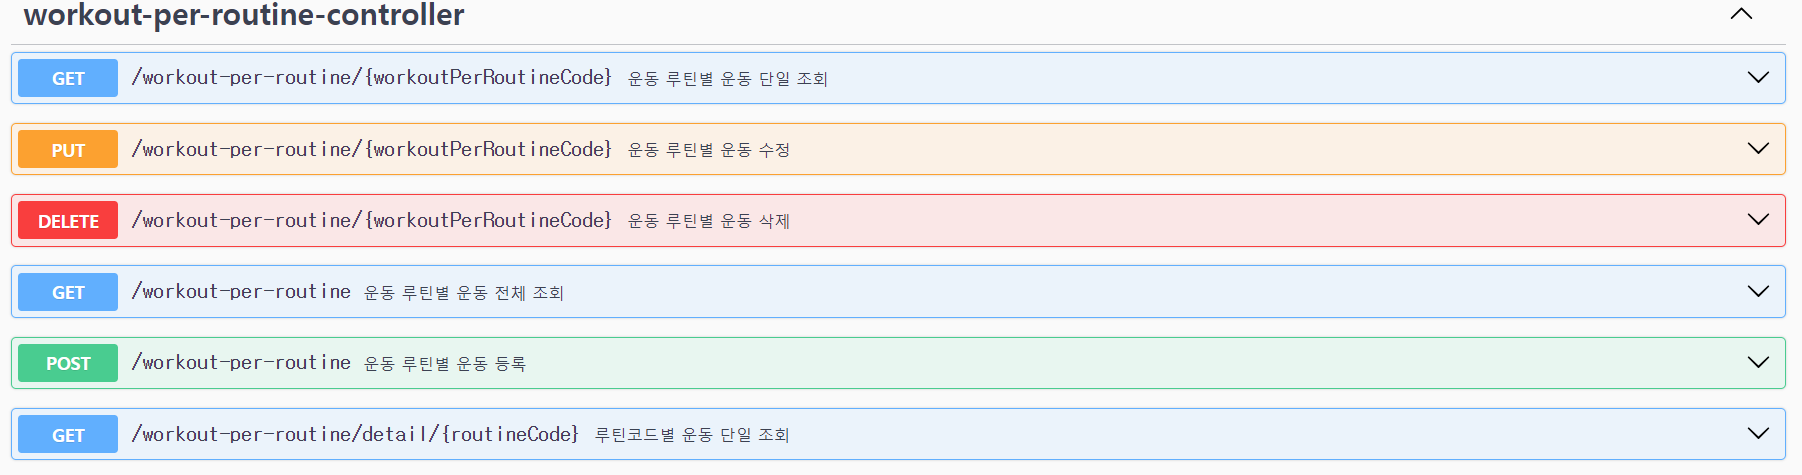 workout-per-routine-controller
GET /workout-per-routine/{workoutPerRoutineCode} 운동 루틴별 운동 단일 조회
PUT /workout-per-routine/{workoutPerRoutineCode} 운동 루틴별 운동 수정
DELETE /workout-per-routine/{workoutPerRoutineCode} 운동 루틴별 운동 삭제
GET /workout-per-routine 운동 루틴별 운동 전체 조회
POST /workout-per-routine 운동 루틴별 운동 등록
GET /workout-per-routine/detail/{routineCode} 루틴코드별 운동 단일 조회